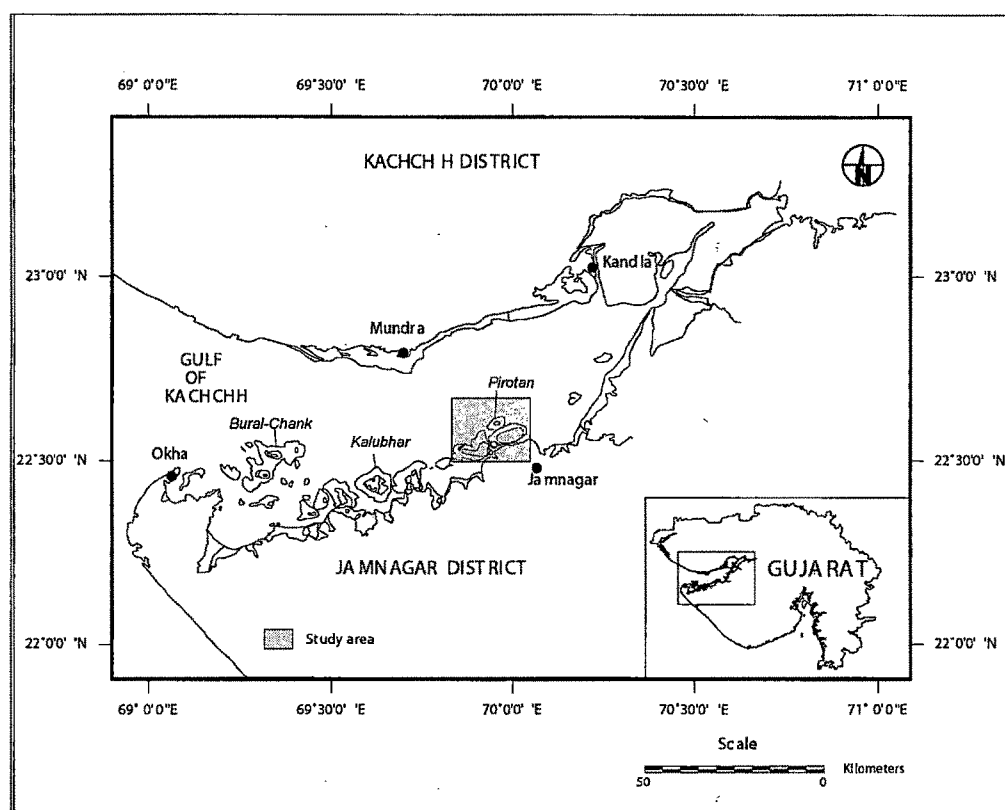 69° 0'0"E 69° 30'0' 'E 70° 0'0' 'E 70° 30'0' 'E 71° 0'0"E
KACHCH H DISTRICT
N
23°0'0' 'N
Kandla
23°0'0' 'N
Mundra
GULF
OF
KACHCHH
Pirotan
Bural-Chank
Kalubhar
Okha
22°30'0' 'N
22°30'0' 'N
Jamnagar
JAMNAGAR DISTRICT
GUJARAT
Study area
22°0'0' 'N
22°0'0' 'N
69° 0'0"E 69° 30'0' 'E 70° 0'0' 'E 70° 30'0' 'E 71° 0'0"E
Scale
50 0 Kilometers